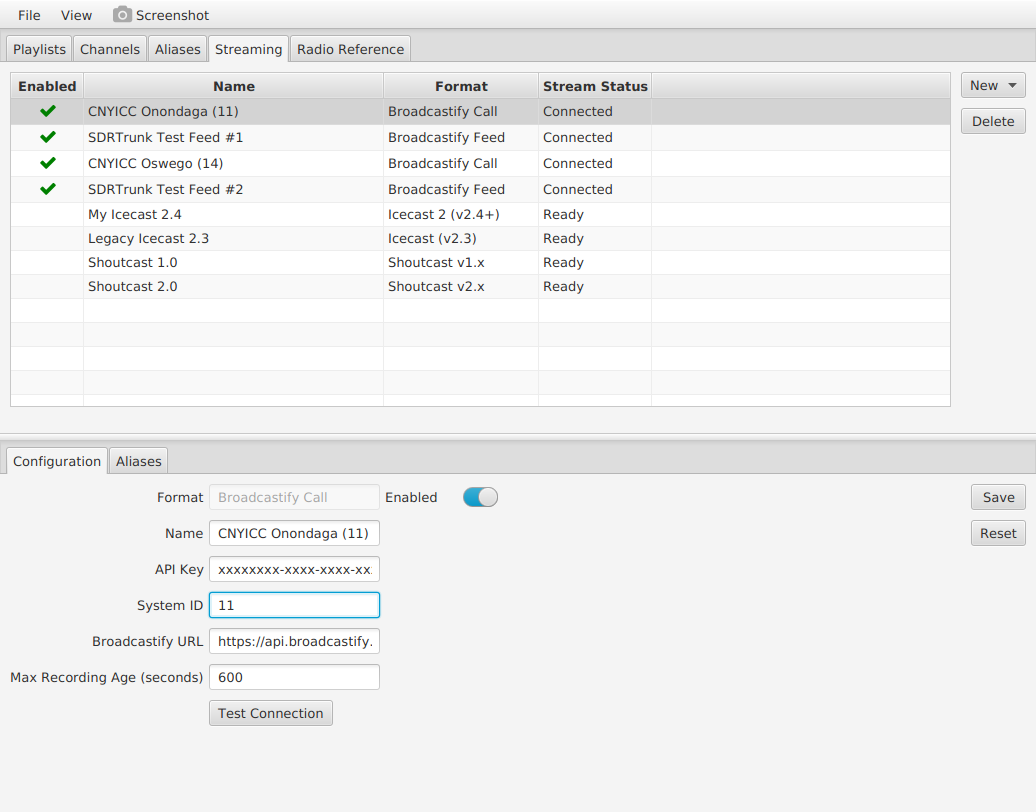 File View Screenshot
Playlists Channels Aliases Streaming Radio Reference
Enabled Name Format Stream Status
New
CNYICC Onondaga (11) Broadcastify Call Connected
Delete
SDRTrunk Test Feed #1 Broadcastify Feed Connected
CNYICC Oswego (14) Broadcastify Call Connected
SDRTrunk Test Feed #2 Broadcastify Feed Connected
My Icecast 2.4 Icecast 2 (v2.4+) Ready
Legacy Icecast 2.3 Icecast (v2.3) Ready
Shoutcast 1.0 Shoutcast v1.x Ready
Shoutcast 2.0 Shoutcast v2.x Ready
Configuration Aliases
Format Broadcastify Call Enabled Save
Name CNYICC Onondaga (11) Reset
API Key xxxxxxxx-xxxx-xxxx-xx
System ID 11
Broadcastify URL https://api.broadcastify.
Max Recording Age (seconds) 600
Test Connection